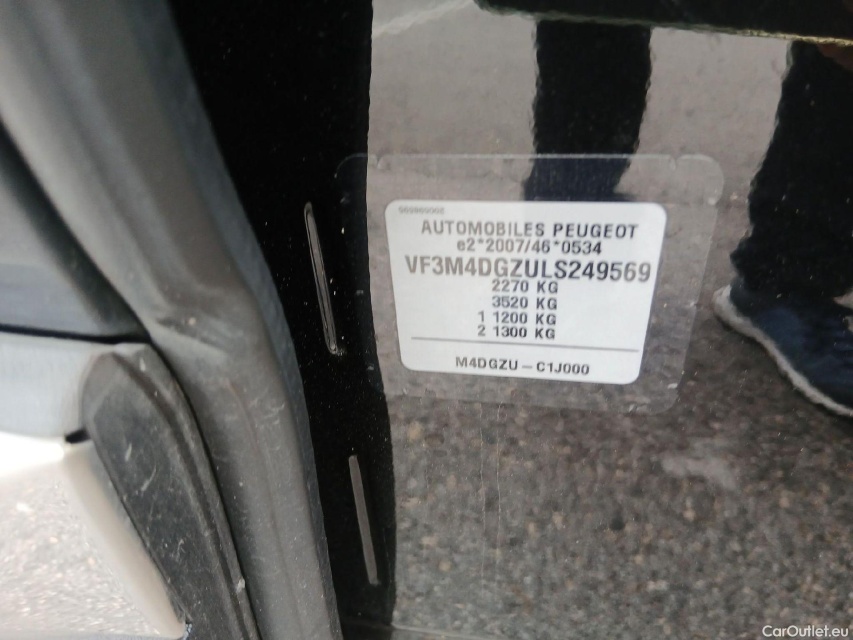 AUTOMOBILES PEUGEOT
e2*2007/46*0534
VF3M4DGZULS249569
2270 KG
3520 KG
1 1200 KG
2 1300 KG
M4DGZU-C1J000
CarOutlet.eu